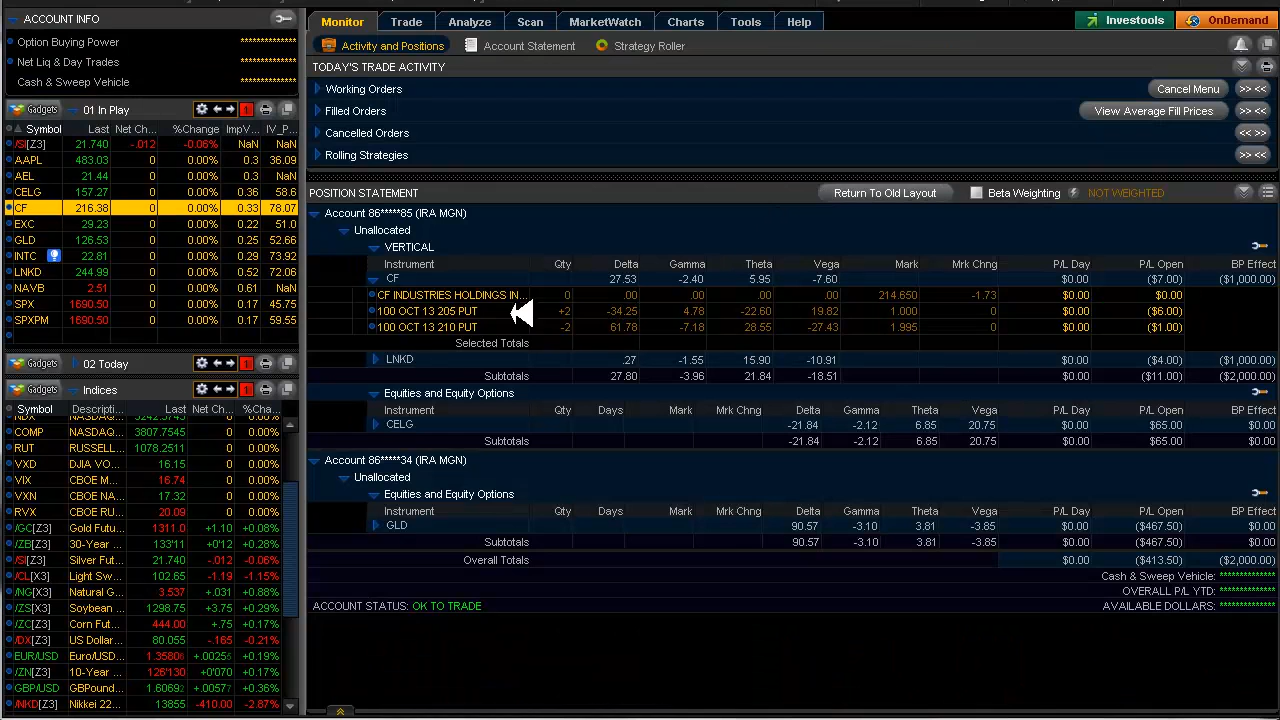 ACCOUNT INFO
Option Buying Power **************
Net Liq & Day Trades **************
Cash & Sweep Vehicle **************
Gadgets 01 In Play 1
Symbol Last Net Ch... %Change ImpV... IV_P...
/SI[Z3] 21.740 -.012 -0.06% NaN NaN
AAPL 483.03 0 0.00% 0.3 36.09
AEL 21.44 0 0.00% 0.3 NaN
CELG 157.27 0 0.00% 0.36 58.6
CF 216.38 0 0.00% 0.33 78.07
EXC 29.23 0 0.00% 0.22 51.0
GLD 126.53 0 0.00% 0.25 52.66
INTC 22.81 0 0.00% 0.29 73.92
LNKD 244.99 0 0.00% 0.52 72.06
NAVB 2.81 0 0.00% 0.61 NaN
SPX 1690.50 0 0.00% 0.17 45.75
SPXPM 1690.50 0 0.00% 0.17 59.55
Gadgets 02 Today 1
Gadgets Indices 1
Symbol Descripti... Last Net Ch... %Cha...
NDX NASDAQ... 3242.3743 0 0.00%
COMP NASDAQ... 3807.7545 0 0.00%
RUT RUSSELL... 1078.2511 0 0.00%
VXD DJIA VO... 16.15 0 0.00%
VIX CBOE M... 16.74 0 0.00%
VXN CBOE NA... 17.32 0 0.00%
RVX CBOE RU... 20.09 0 0.00%
/GC[Z3] Gold Futu... 1311.0 +1.10 +0.08%
/ZB[Z3] 30-Year ... 133'11 +0'12 +0.28%
/SI[Z3] Silver Fut... 21.740 -.012 -0.06%
/CL[X3] Light Sw... 102.65 -1.19 -1.15%
/NG[X3] Natural G... 3.537 +.031 +0.88%
/ZS[X3] Soybean ... 1298.75 +3.75 +0.29%
/ZC[Z3] Corn Fut... 444.00 +.75 +0.17%
/DX[Z3] US Dollar... 80.055 -.165 -0.21%
EUR/USD Euro/USD... 1.35806 +.00255 +0.19%
/ZN[Z3] 10-Year ... 126'130 +0'070 +0.17%
GBP/USD GBPound... 1.60692 +.00577 +0.36%
/NKD[Z3] Nikkei 22... 13855 -410.00 -2.87%
Monitor Trade Analyze Scan MarketWatch Charts Tools Help Investools OnDemand
Activity and Positions Account Statement Strategy Roller
TODAY'S TRADE ACTIVITY
Working Orders Cancel Menu >> <<
Filled Orders View Average Fill Prices >> <<
Cancelled Orders << >>
Rolling Strategies >> <<
POSITION STATEMENT Return To Old Layout Beta Weighting NOT WEIGHTED
Account 86*****85 (IRA MGN)
Unallocated
VERTICAL
Instrument Qty Delta Gamma Theta Vega Mark Mrk Chng P/L Day P/L Open BP Effect
CF 27.53 -2.40 5.95 -7.60 $0.00 ($7.00) ($1,000.00)
CF INDUSTRIES HOLDINGS IN... 0 .00 .00 .00 .00 214.650 -1.73 $0.00 $0.00
100 OCT 13 205 PUT +2 -34.25 4.78 -22.60 19.82 1.000 0 $0.00 ($6.00)
100 OCT 13 210 PUT -2 61.78 -7.18 28.55 -27.43 1.995 0 $0.00 ($1.00)
Selected Totals
LNKD .27 -1.55 15.90 -10.91 $0.00 ($4.00) ($1,000.00)
Subtotals 27.80 -3.96 21.84 -18.51 $0.00 ($11.00) ($2,000.00)
Equities and Equity Options
Instrument Qty Days Mark Mrk Chng Delta Gamma Theta Vega P/L Day P/L Open BP Effect
CELG -21.84 -2.12 6.85 20.75 $0.00 $65.00 $0.00
Subtotals -21.84 -2.12 6.85 20.75 $0.00 $65.00 $0.00
Account 86*****34 (IRA MGN)
Unallocated
Equities and Equity Options
Instrument Qty Days Mark Mrk Chng Delta Gamma Theta Vega P/L Day P/L Open BP Effect
GLD 90.57 -3.10 3.81 -3.85 $0.00 ($467.50) $0.00
Subtotals 90.57 -3.10 3.81 -3.85 $0.00 ($467.50) $0.00
Overall Totals $0.00 ($413.50) ($2,000.00)
Cash & Sweep Vehicle: **************
OVERALL P/L YTD: **************
ACCOUNT STATUS: OK TO TRADE AVAILABLE DOLLARS: **************